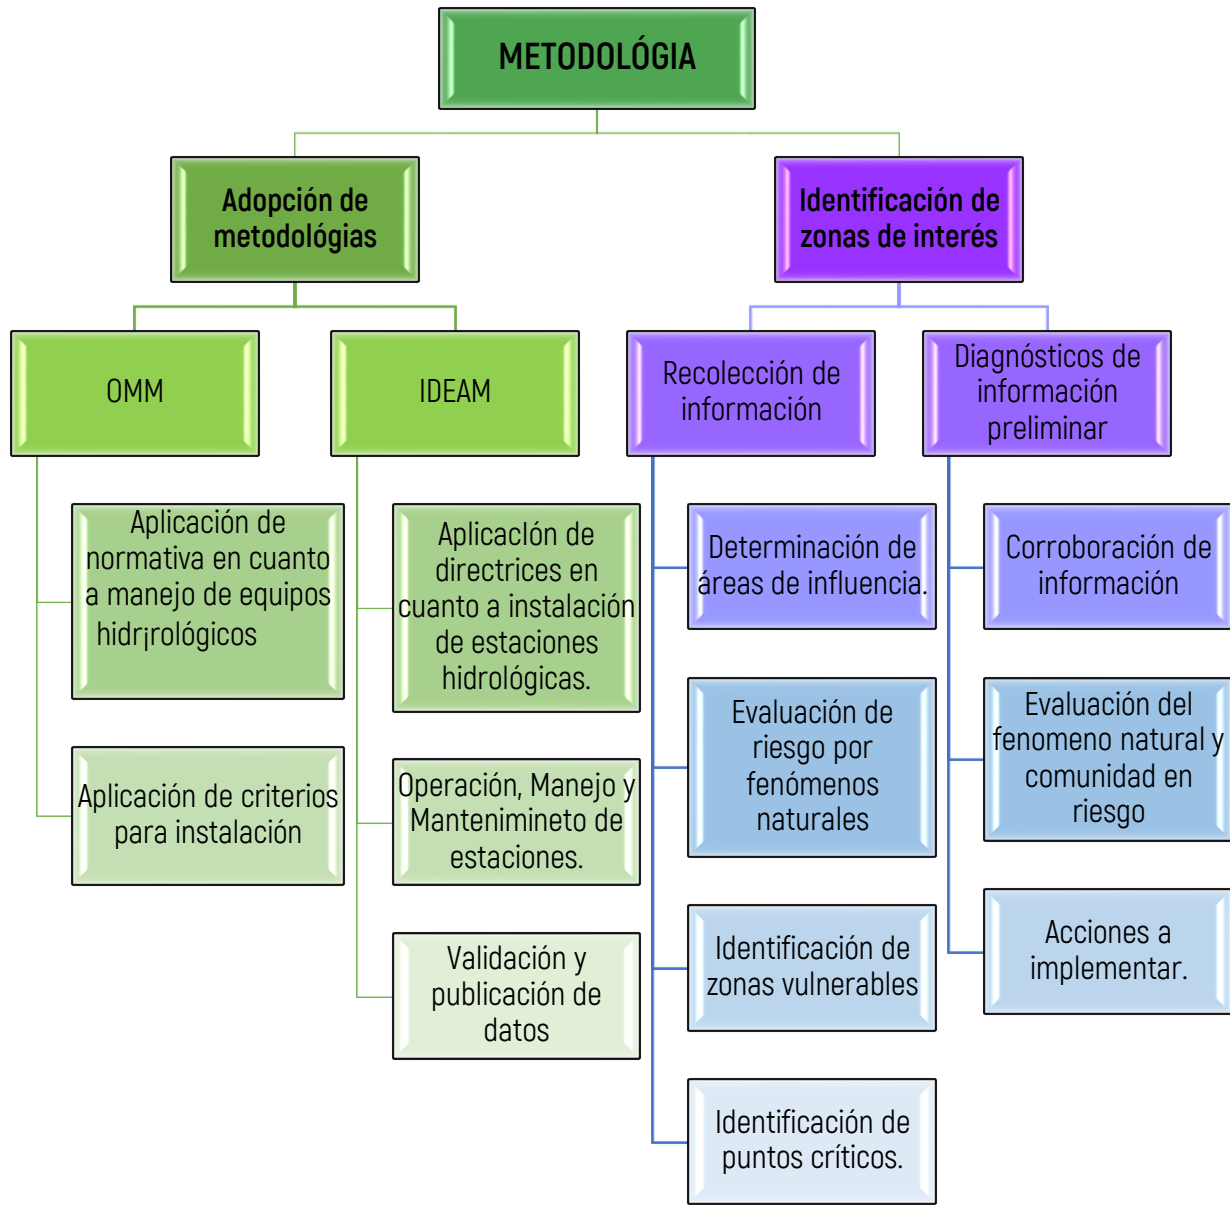 METODOLÓGIA
Adopción de
metodológias
Identificación de
zonas de interés
OMM
IDEAM
Recolección de
información
Diagnósticos de
información
preliminar
Aplicación de
normativa en cuanto
a manejo de equipos
hidr¡rológicos
Aplicación de criterios
para instalación
Aplicaclón de
directrices en
cuanto a instalación
de estaciones
hidrológicas.
Operación, Manejo y
Mantenimineto de
estaciones.
Validación y
publicación de
datos
Determinación de
áreas de influencia.
Evaluación de
riesgo por
fenómenos
naturales
Identificación de
zonas vulnerables
Identificación de
puntos críticos.
Corroboración de
información
Evaluación del
fenomeno natural y
comunidad en
riesgo
Acciones a
implementar.